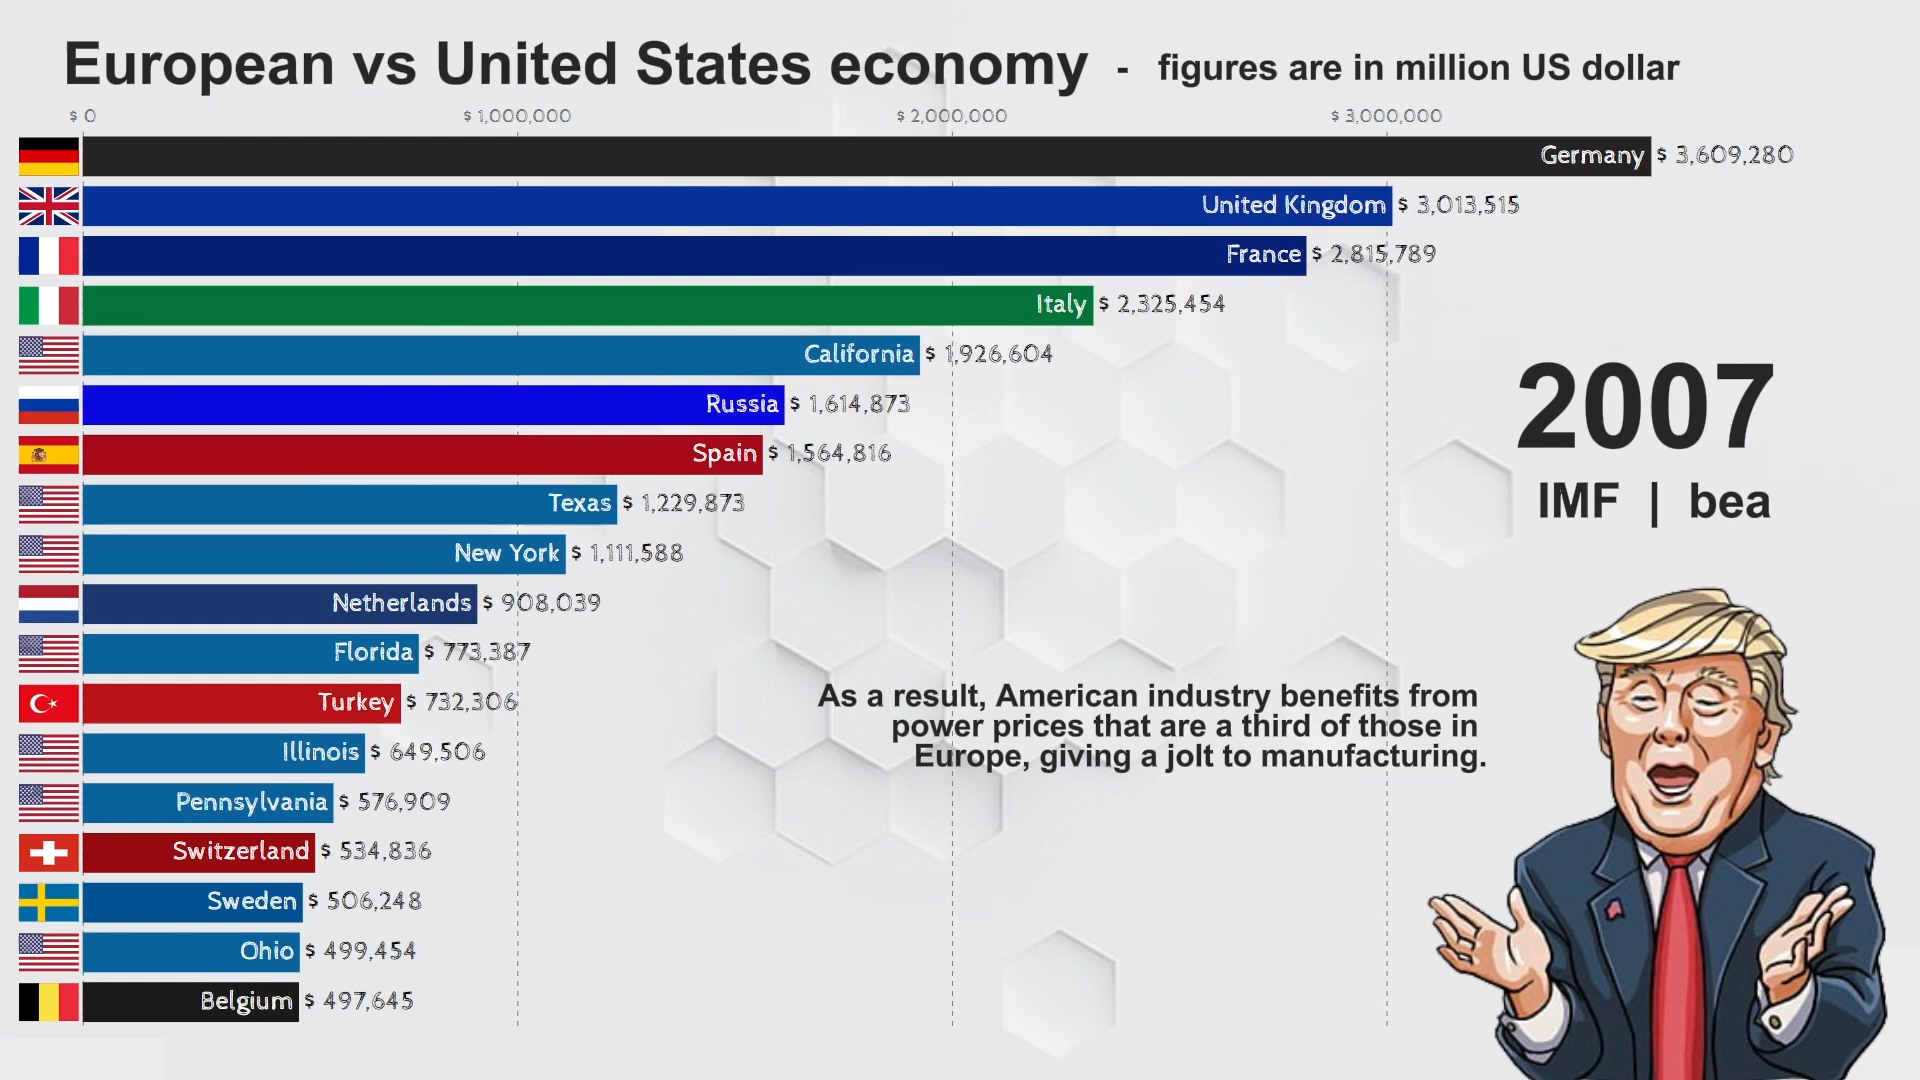 European vs United States economy - figures are in million US dollar
$ 0 $ 1,000,000 $ 2,000,000 $ 3,000,000
Germany $ 3,609,280
United Kingdom $ 3,013,515
France $ 2,815,789
Italy $ 2,325,454
California $ 1,926,604
Russia $ 1,614,873
Spain $ 1,564,816
Texas $ 1,229,873
New York $ 1,111,588
Netherlands $ 908,039
Florida $ 773,387
Turkey $ 732,306
Illinois $ 649,506
Pennsylvania $ 576,909
Switzerland $ 534,836
Sweden $ 506,248
Ohio $ 499,454
Belgium $ 497,645
2007
IMF | bea
As a result, American industry benefits from
power prices that are a third of those in
Europe, giving a jolt to manufacturing.